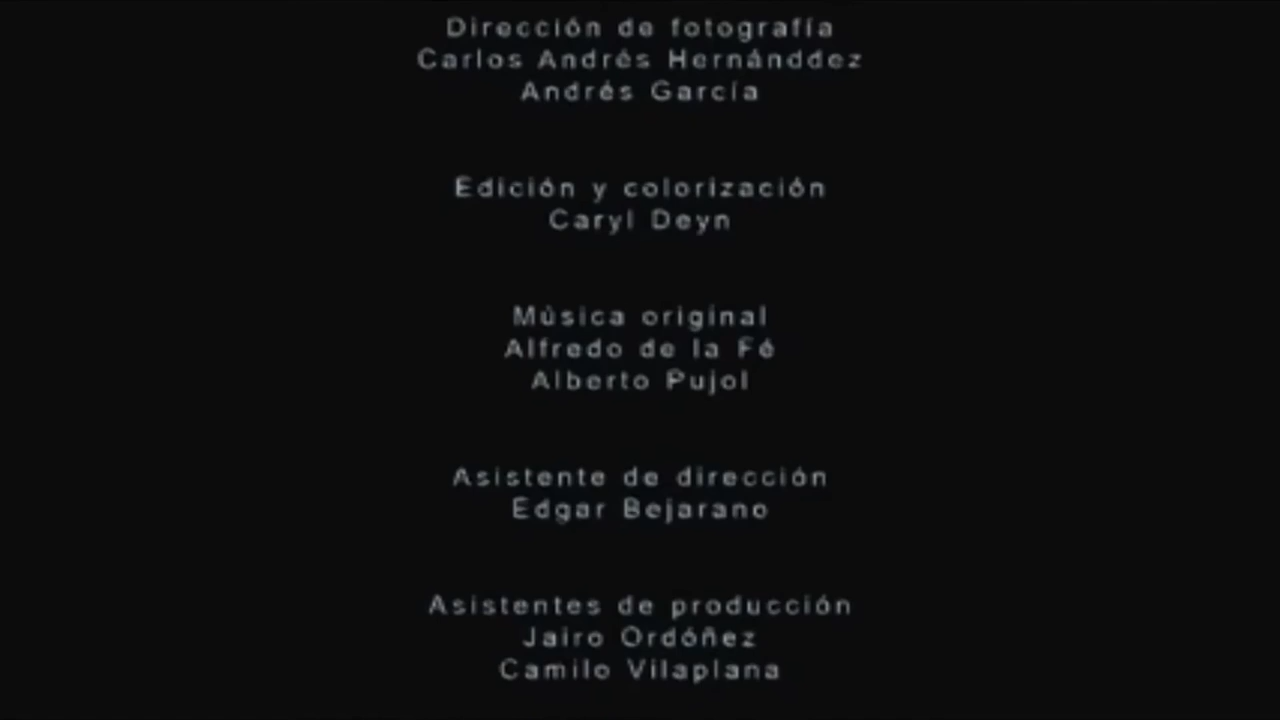 Dirección de fotografía
Carlos Andrés Hernánddez
Andrés García
Edición y colorización
Caryl Deyn
Música original
Alfredo de la Fé
Alberto Pujol
Asistente de dirección
Edgar Bejarano
Asistentes de producción
Jairo Ordóñez
Camilo Vilaplana